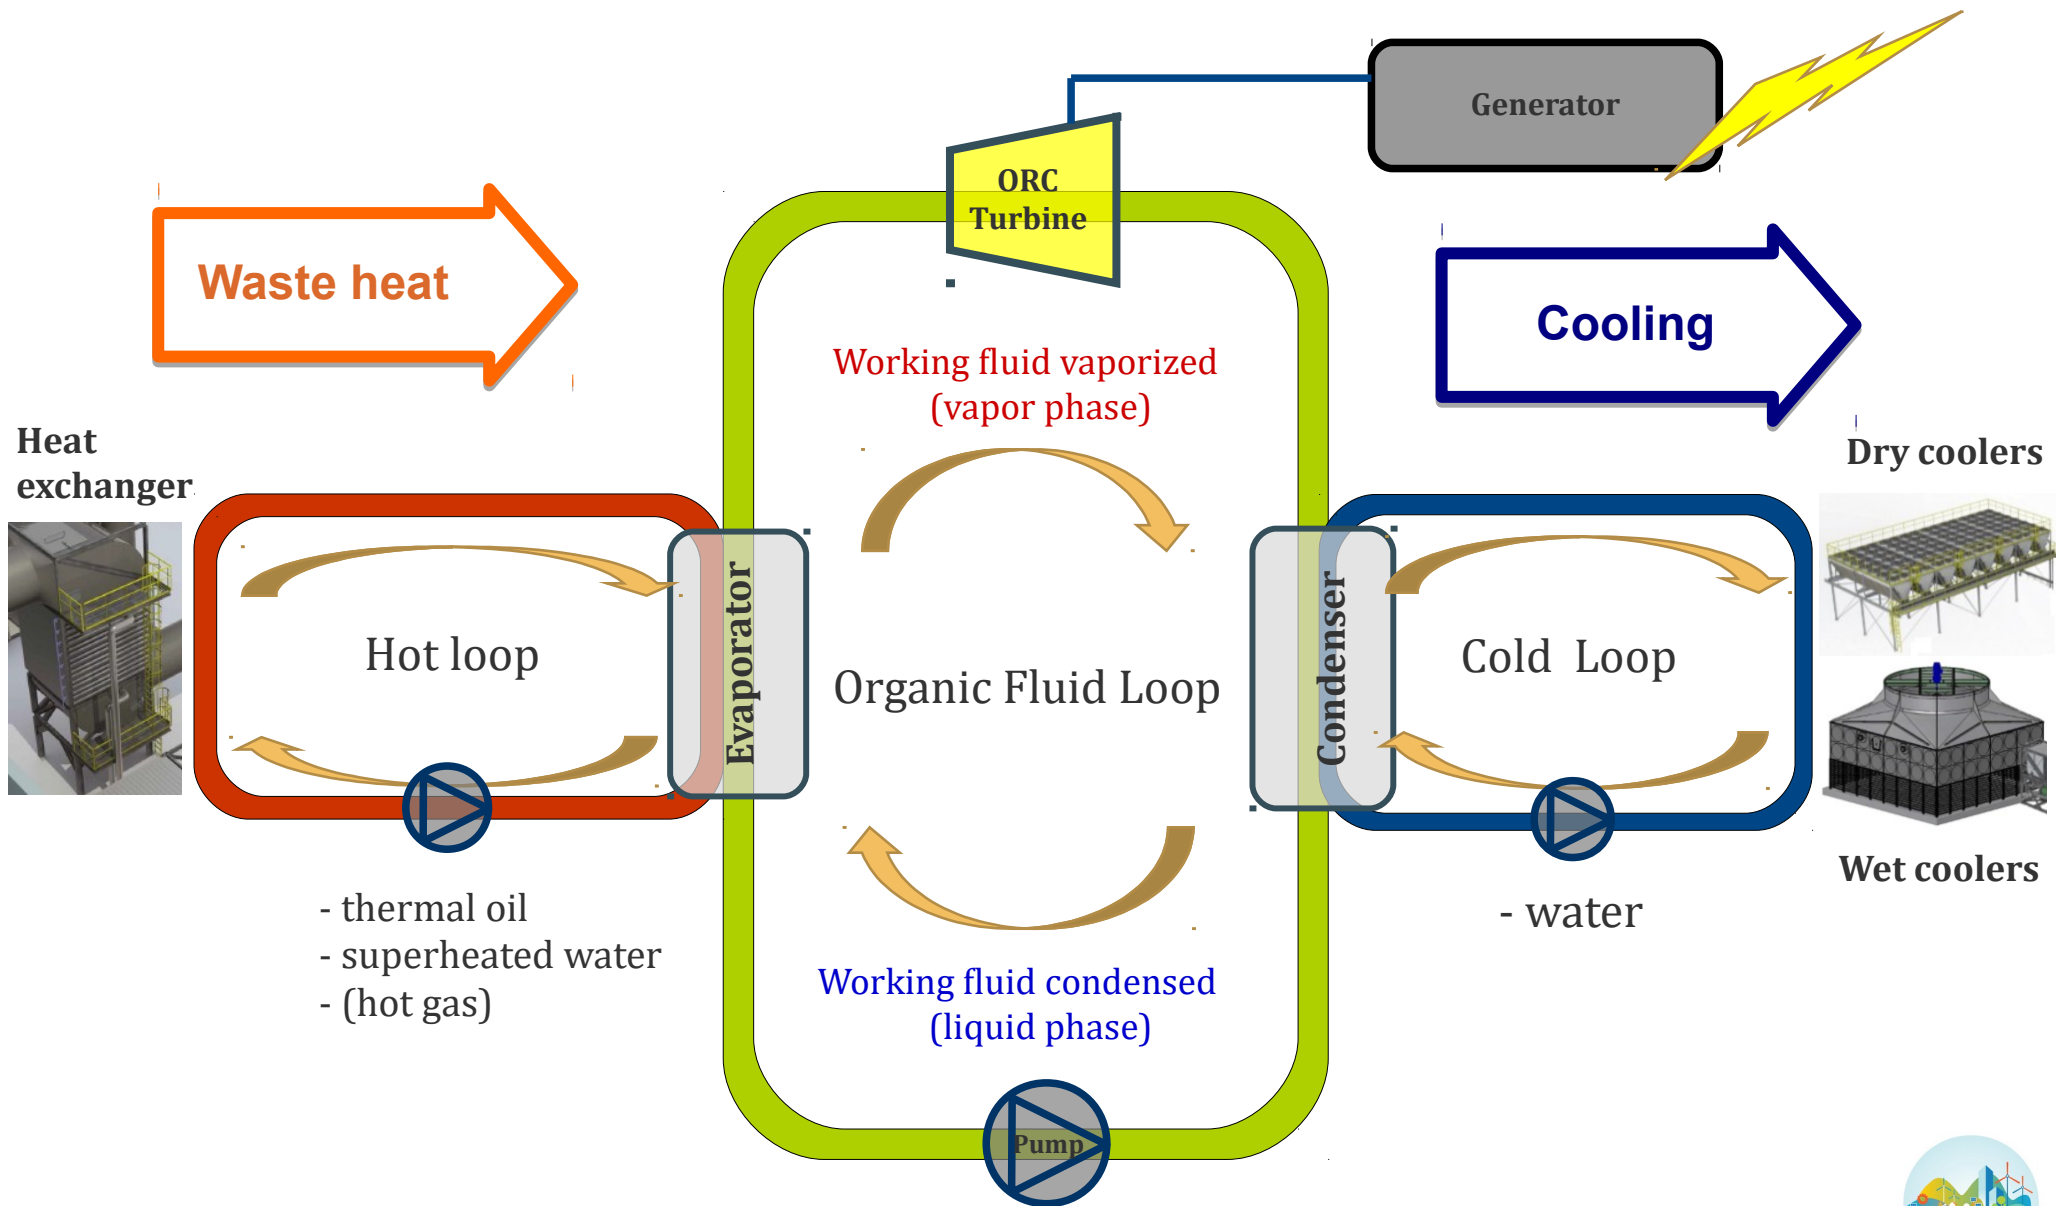 Generator
ORC
Turbine
Waste heat
Cooling
Working fluid vaporized
(vapor phase)
Heat
exchanger
Dry coolers
Hot loop
Evaporator
Organic Fluid Loop
Condenser
Cold Loop
Wet coolers
- thermal oil
- superheated water
- (hot gas)
- water
Working fluid condensed
(liquid phase)
Pump